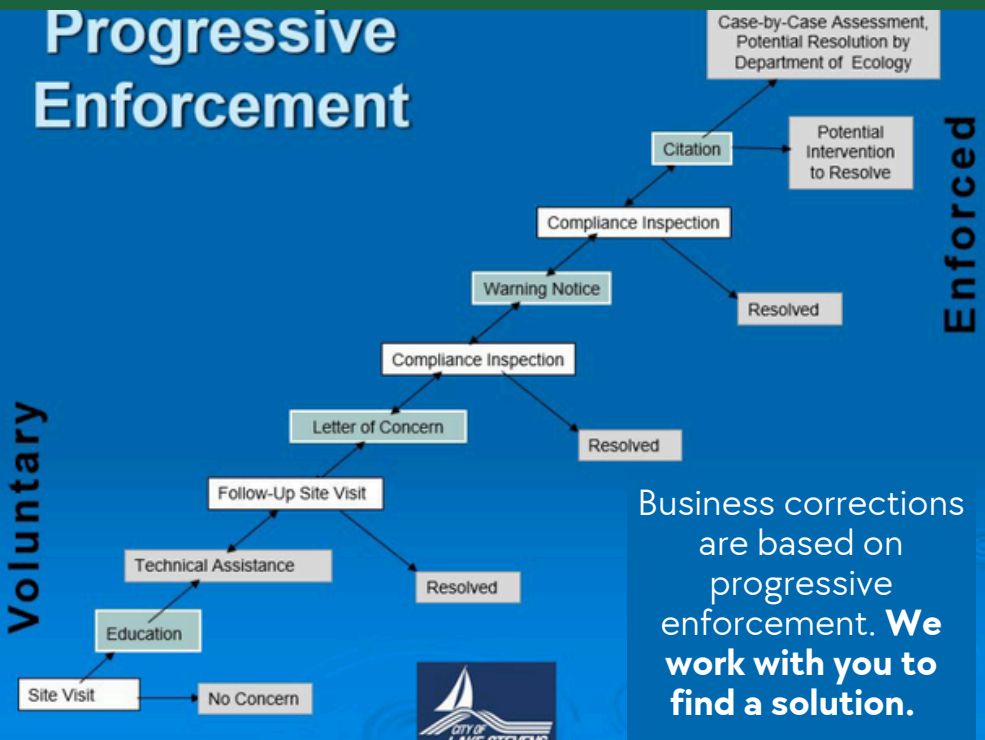 Progressive
Enforcement
Case-by-Case Assessment,
Potential Resolution by
Department of Ecology
Citation
Potential
Intervention
to Resolve
Enforced
Compliance Inspection
Warning Notice
Resolved
Compliance Inspection
Letter of Concern
Resolved
Voluntary
Follow-Up Site Visit
Technical Assistance
Resolved
Education
Site Visit
No Concern
Business corrections
are based on
progressive
enforcement. We
work with you to
find a solution.
CITY OF
LAKE STEVENS